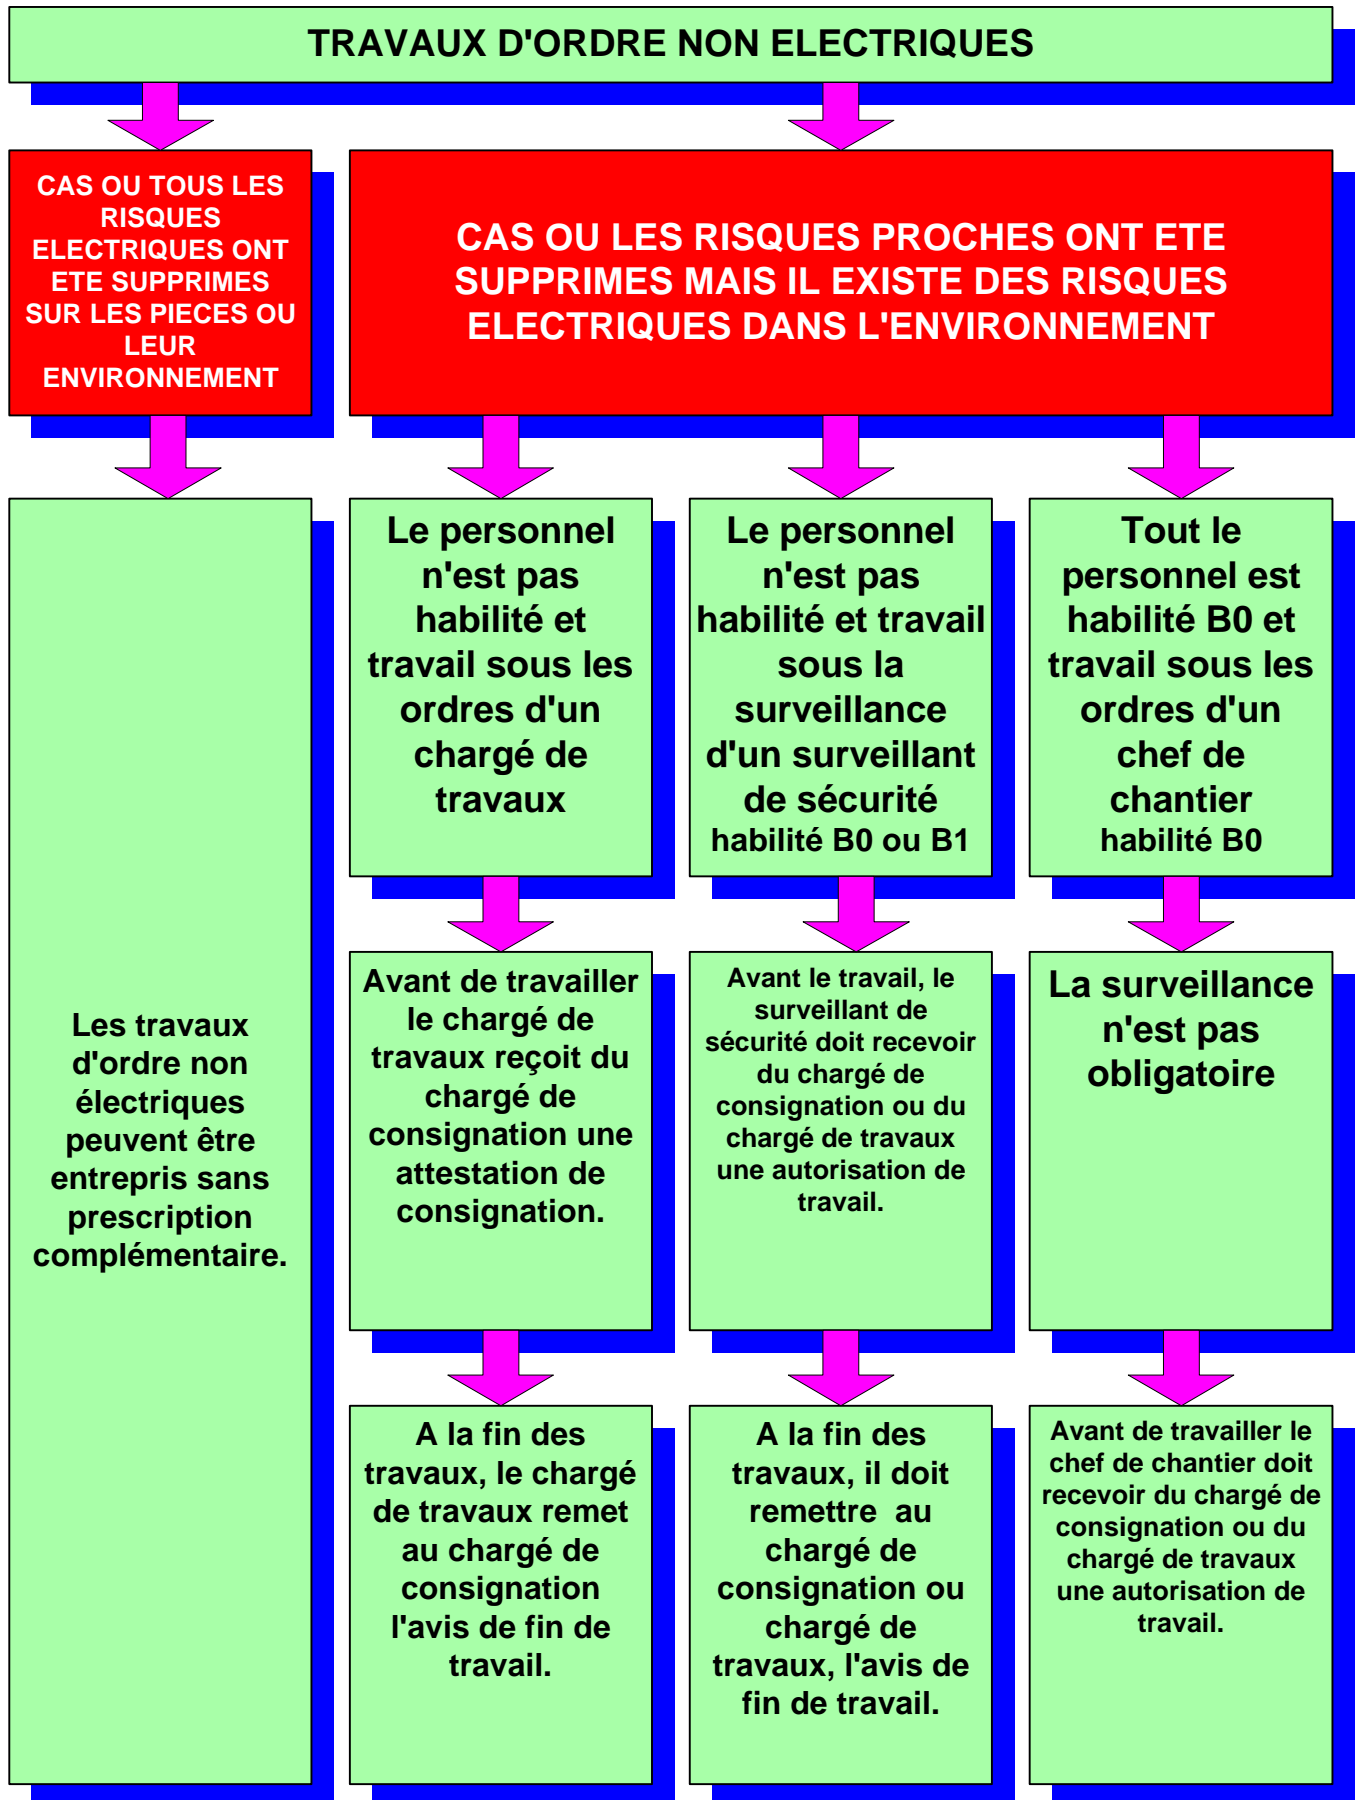 TRAVAUX D'ORDRE NON ELECTRIQUES
CAS OU TOUS LES
RISQUES
ELECTRIQUES ONT
ETE SUPPRIMES
SUR LES PIECES OU
LEUR
ENVIRONNEMENT
CAS OU LES RISQUES PROCHES ONT ETE
SUPPRIMES MAIS IL EXISTE DES RISQUES
ELECTRIQUES DANS L'ENVIRONNEMENT
Les travaux
d'ordre non
électriques
peuvent être
entrepris sans
prescription
complémentaire.
Le personnel
n'est pas
habilité et
travail sous les
ordres d'un
chargé de
travaux
Le personnel
n'est pas
habilité et travail
sous la
surveillance
d'un surveillant
de sécurité
habilité B0 ou B1
Tout le
personnel est
habilité B0 et
travail sous les
ordres d'un
chef de
chantier
habilité B0
Avant de travailler
le chargé de
travaux reçoit du
chargé de
consignation une
attestation de
consignation.
Avant le travail, le
surveillant de
sécurité doit recevoir
du chargé de
consignation ou du
chargé de travaux
une autorisation de
travail.
La surveillance
n'est pas
obligatoire
A la fin des
travaux, le chargé
de travaux remet
au chargé de
consignation
l'avis de fin de
travail.
A la fin des
travaux, il doit
remettre  au
chargé de
consignation ou
chargé de
travaux, l'avis de
fin de travail.
Avant de travailler le
chef de chantier doit
recevoir du chargé de
consignation ou du
chargé de travaux
une autorisation de
travail.